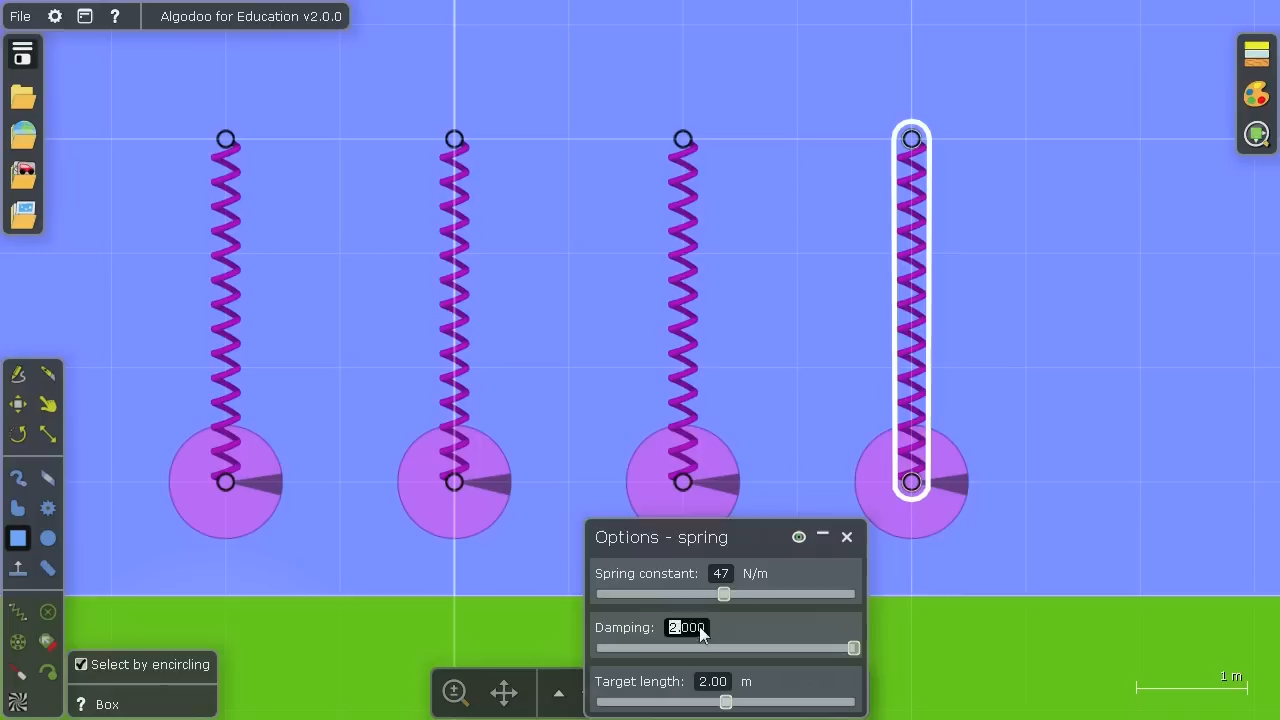 File ? Algodoo for Education v2.0.0
Options - spring
Spring constant: 47 N/m
Damping: 2.000
Select by encircling
Target length: 2.00 m
1 m
? Box